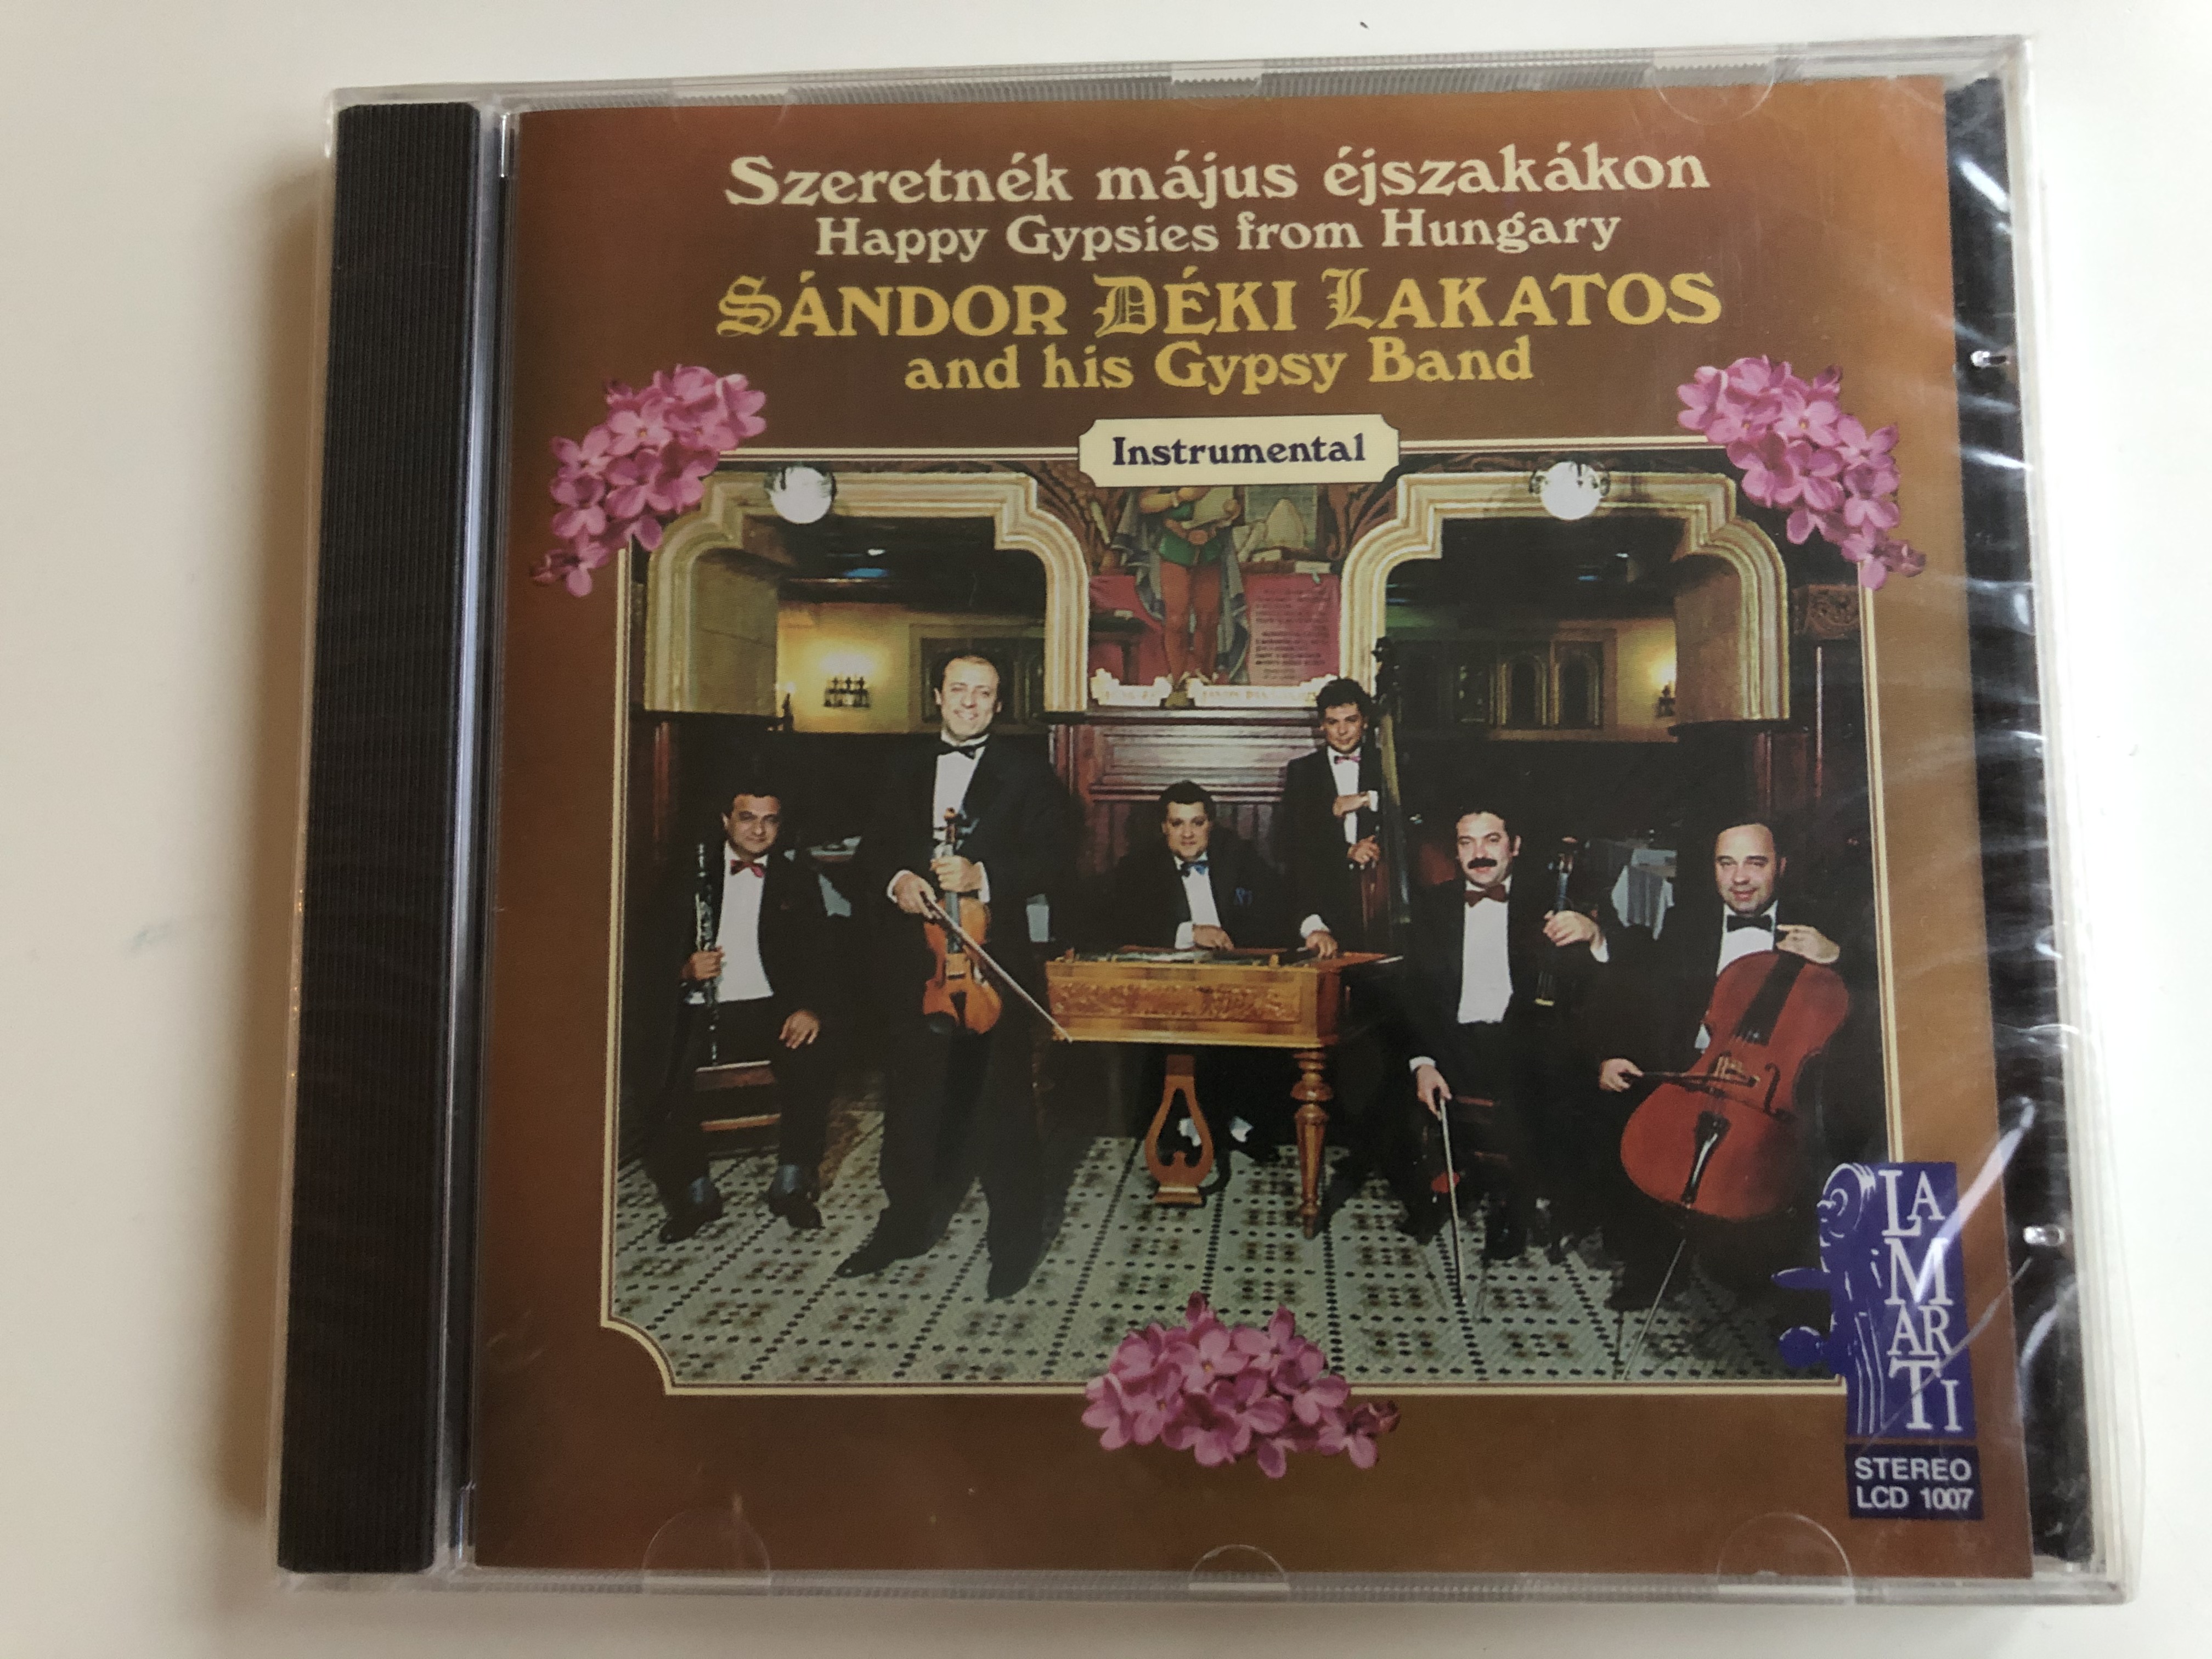 Szeretnék május éjszakákon
Happy Gypsies from Hungary
SÁNDOR DÉKI LAKATOS
and his Gypsy Band
Instrumental
LA
M
AR
TI
STEREO
LCD 1007